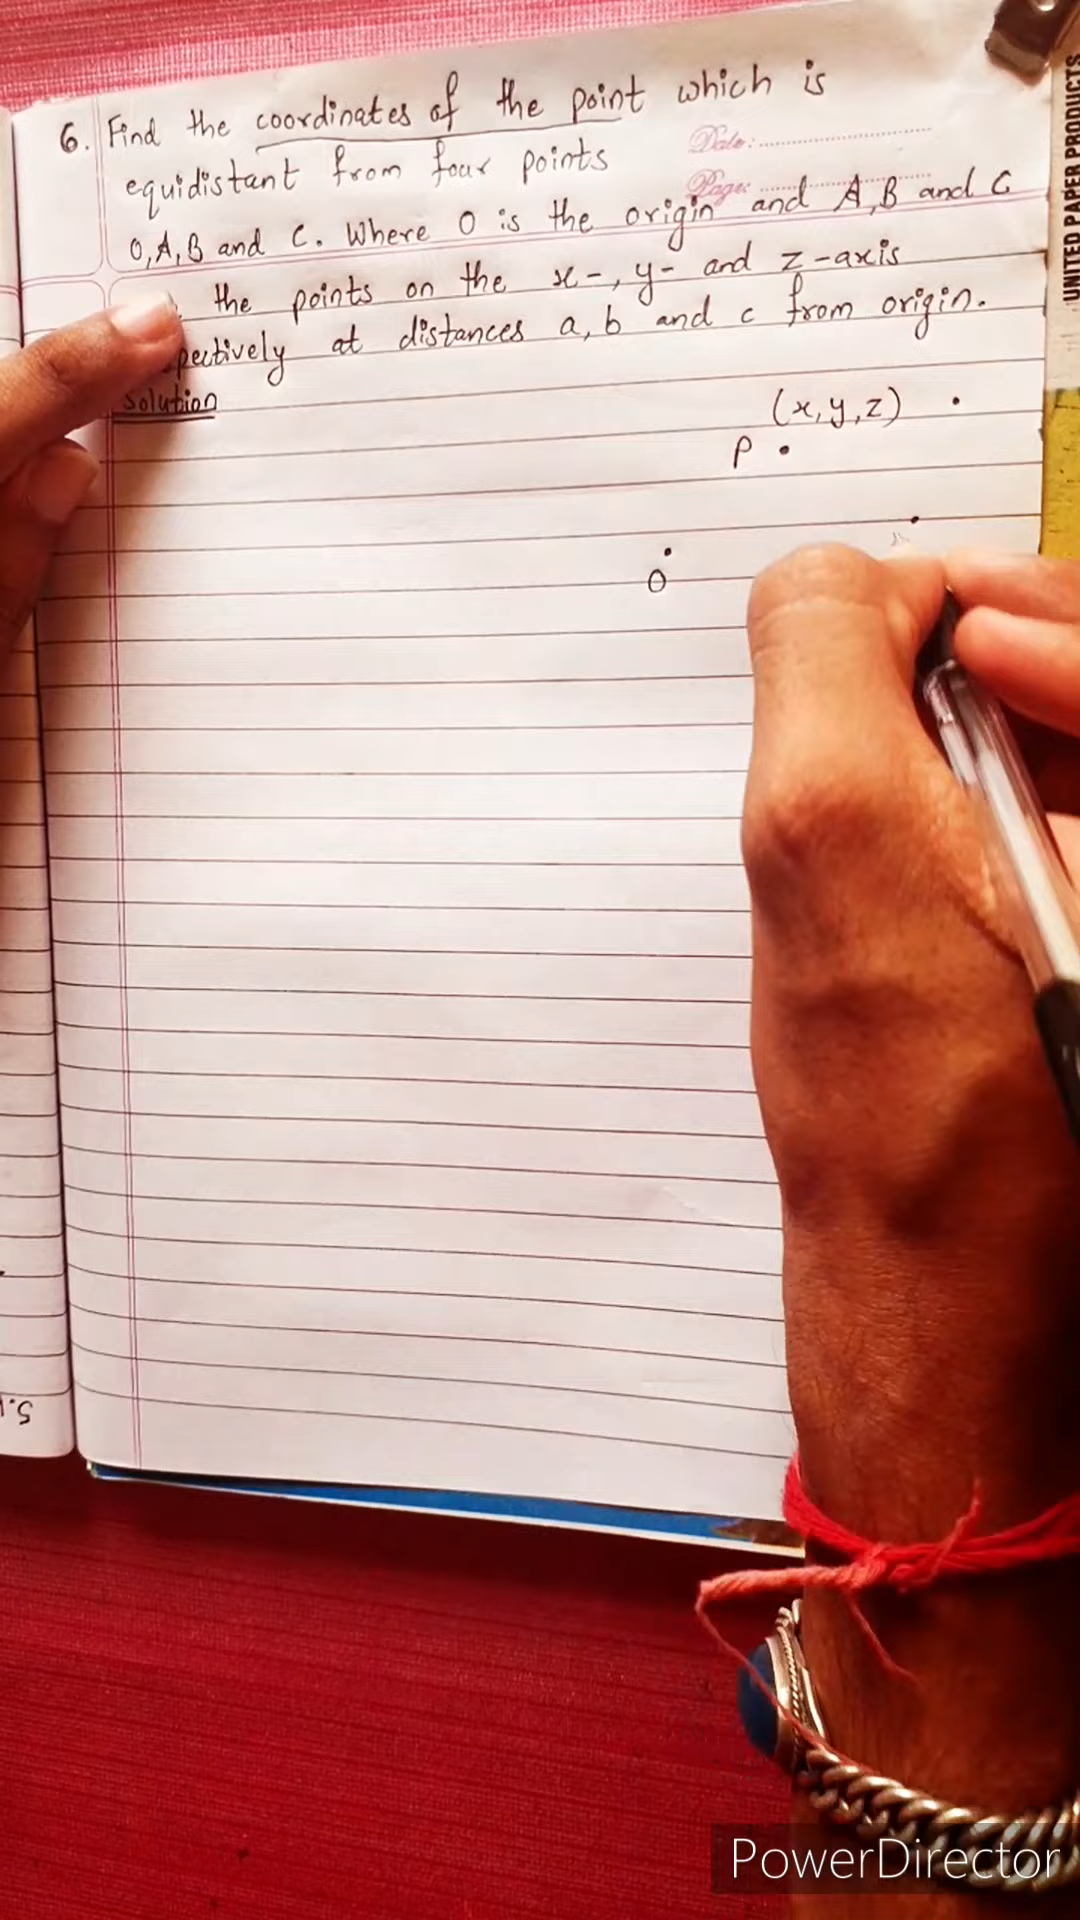 6. Find the coordinates of the point which is
equidistant from four points
Date:
Page:
O, A, B and C. Where O is the origin and A, B and C
the points on the x-, y- and z-axis
pectively at distances a, b and c from origin.
Solution
(x, y, z)
P
O
5.
UNITED PAPER PRODUCTS
PowerDirector